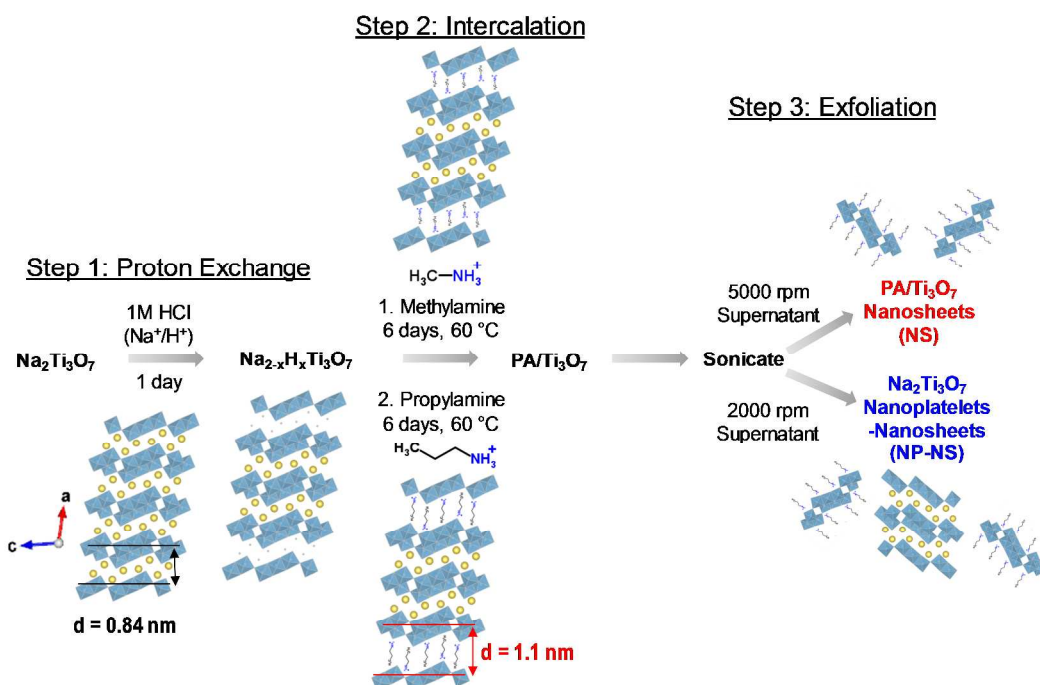 Step 2: Intercalation
Step 3: Exfoliation
Step 1: Proton Exchange
1M HCl
(Na⁺/H⁺)
1 day
Na₂Ti₃O₇
Na₂₋ₓHₓTi₃O₇
H₃C—NH₃⁺
1. Methylamine
6 days, 60 °C
2. Propylamine
6 days, 60 °C
H₃C
NH₃⁺
PA/Ti₃O₇
Sonicate
5000 rpm
Supernatant
2000 rpm
Supernatant
PA/Ti₃O₇
Nanosheets
(NS)
Na₂Ti₃O₇
Nanoplatelets
-Nanosheets
(NP-NS)
a
c
d = 0.84 nm
d = 1.1 nm